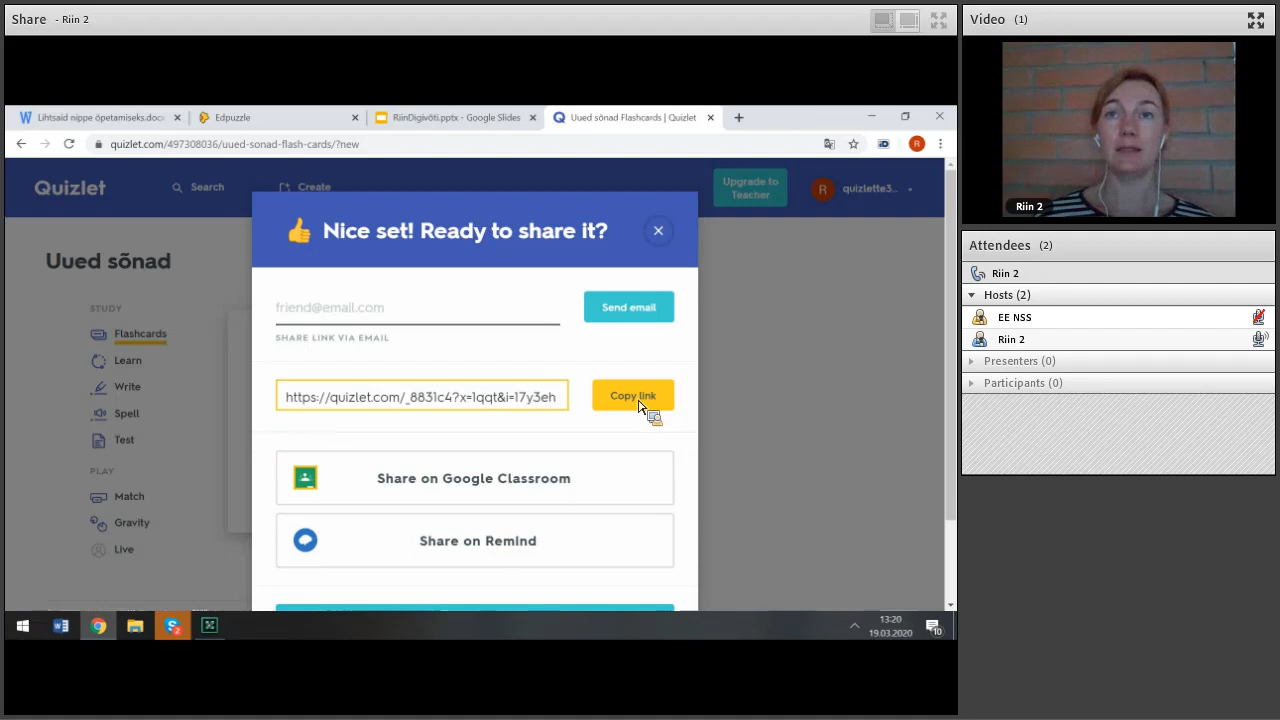 Share - Riin 2
Lihtsaid nippe õpetamiseks.docx
Edpuzzle
RiinDigivõti.pptx - Google Slides
Uued sõnad Flashcards | Quizlet
quizlet.com/497308036/uued-sonad-flash-cards/?new
Quizlet
Search
Create
Upgrade to
Teacher
R
quizlette3...
Uued sõnad
STUDY
Flashcards
Learn
Write
Spell
Test
PLAY
Match
Gravity
Live
Nice set! Ready to share it?
friend@email.com
Send email
SHARE LINK VIA EMAIL
https://quizlet.com/_8831c4?x=1qqt&i=17y3eh
Copy link
Share on Google Classroom
Share on Remind
13:20
19.03.2020
10
Video (1)
Riin 2
Attendees (2)
Riin 2
Hosts (2)
EE NSS
Riin 2
Presenters (0)
Participants (0)